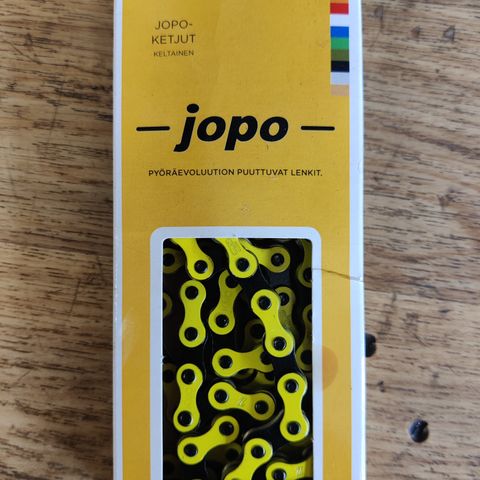 JOPO-
KETJUT
KELTAINEN
jopo
PYÖRÄEVOLUUTION PUUTTUVAT LENKIT.